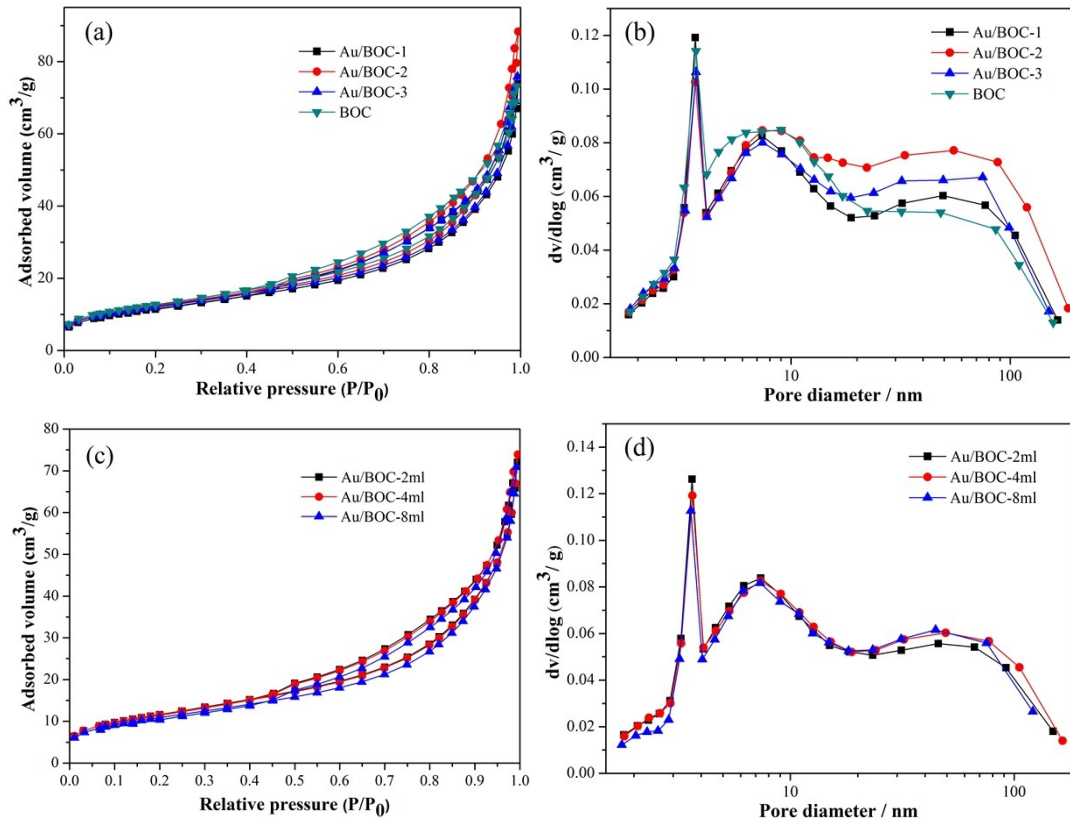 (a)
Au/BOC-1
Au/BOC-2
Au/BOC-3
BOC
Adsorbed volume (cm³/g)
80
60
40
20
0
0.0 0.2 0.4 0.6 0.8 1.0
Relative pressure (P/P₀)
(b)
Au/BOC-1
Au/BOC-2
Au/BOC-3
BOC
dv/dlog (cm³/ g)
0.12
0.10
0.08
0.06
0.04
0.02
0.00
10 100
Pore diameter / nm
(c)
Au/BOC-2ml
Au/BOC-4ml
Au/BOC-8ml
Adsorbed volume (cm³/g)
80
70
60
50
40
30
20
10
0
0.0 0.1 0.2 0.3 0.4 0.5 0.6 0.7 0.8 0.9 1.0
Relative pressure (P/P₀)
(d)
Au/BOC-2ml
Au/BOC-4ml
Au/BOC-8ml
dv/dlog (cm³/ g)
0.14
0.12
0.10
0.08
0.06
0.04
0.02
0.00
10 100
Pore diameter / nm